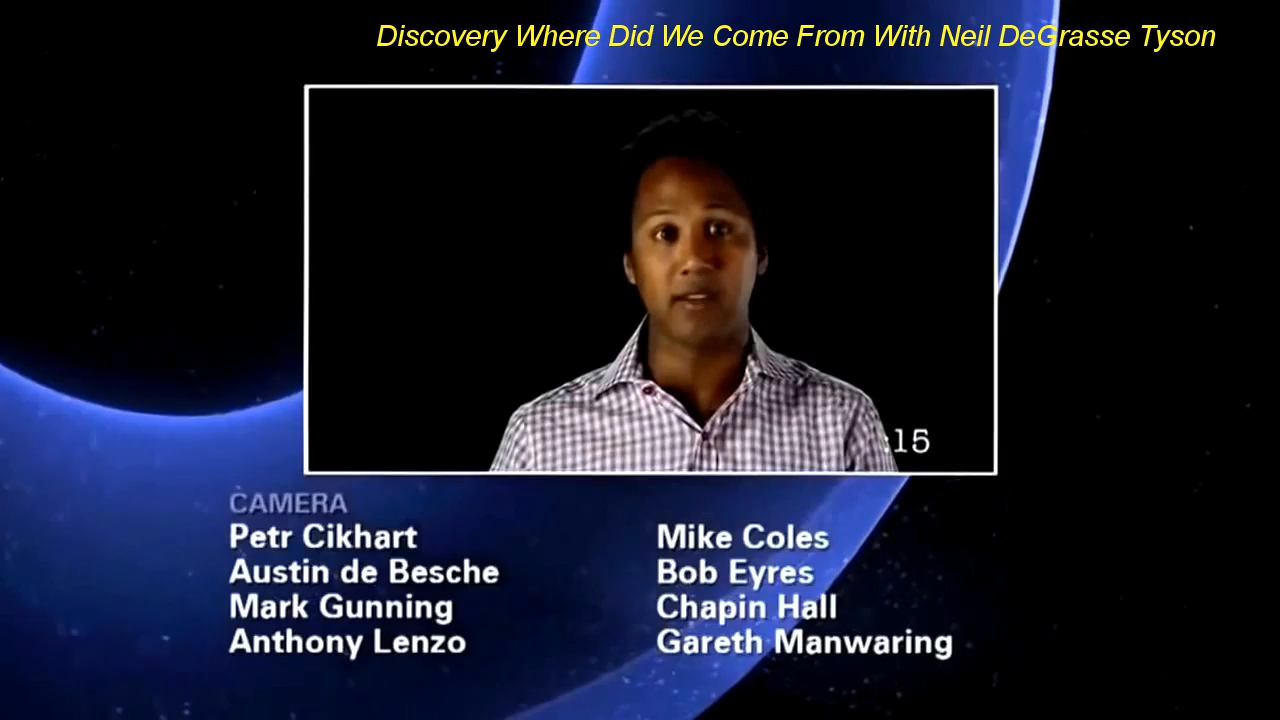 Discovery Where Did We Come From With Neil DeGrasse Tyson
:15
CAMERA
Petr Cikhart
Austin de Besche
Mark Gunning
Anthony Lenzo
Mike Coles
Bob Eyres
Chapin Hall
Gareth Manwaring